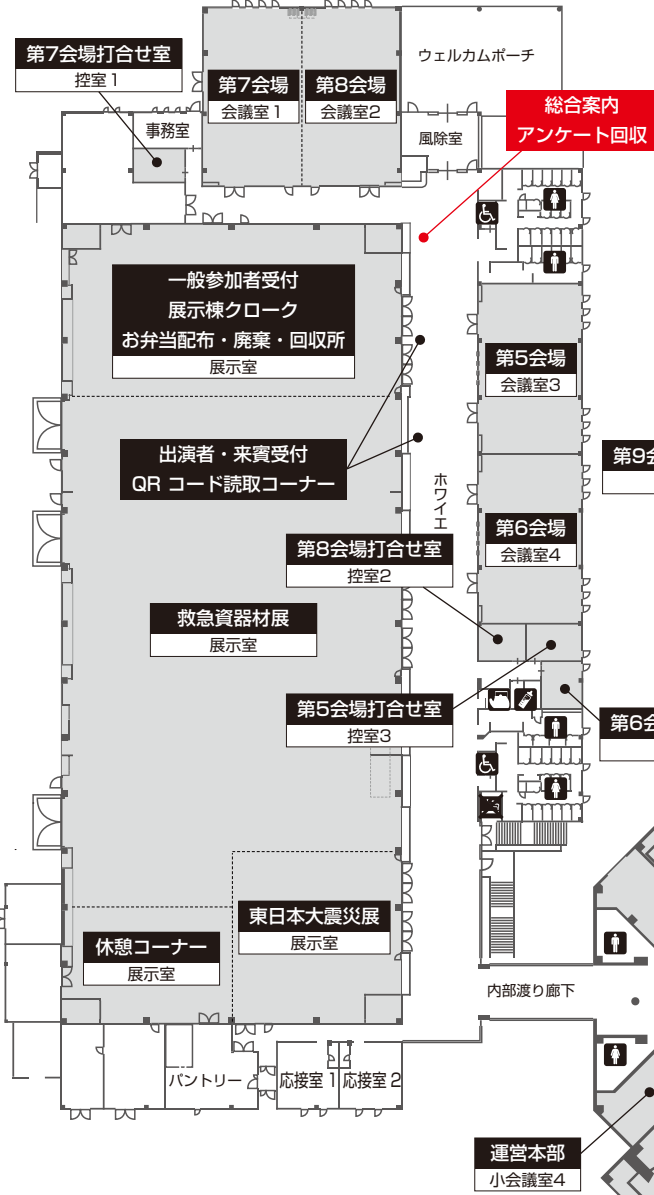 ウェルカムポーチ
第7会場打合せ室
控室1
第7会場
会議室1
第8会場
会議室2
総合案内
アンケート回収
事務室
風除室
一般参加者受付
展示棟クローク
お弁当配布・廃棄・回収所
展示室
第5会場
会議室3
出演者・来賓受付
QR コード読取コーナー
第9会
ホワイエ
第6会場
会議室4
第8会場打合せ室
控室2
救急資器材展
展示室
第5会場打合せ室
控室3
第6会
東日本大震災展
展示室
休憩コーナー
展示室
内部渡り廊下
パントリー
応接室1
応接室2
運営本部
小会議室4